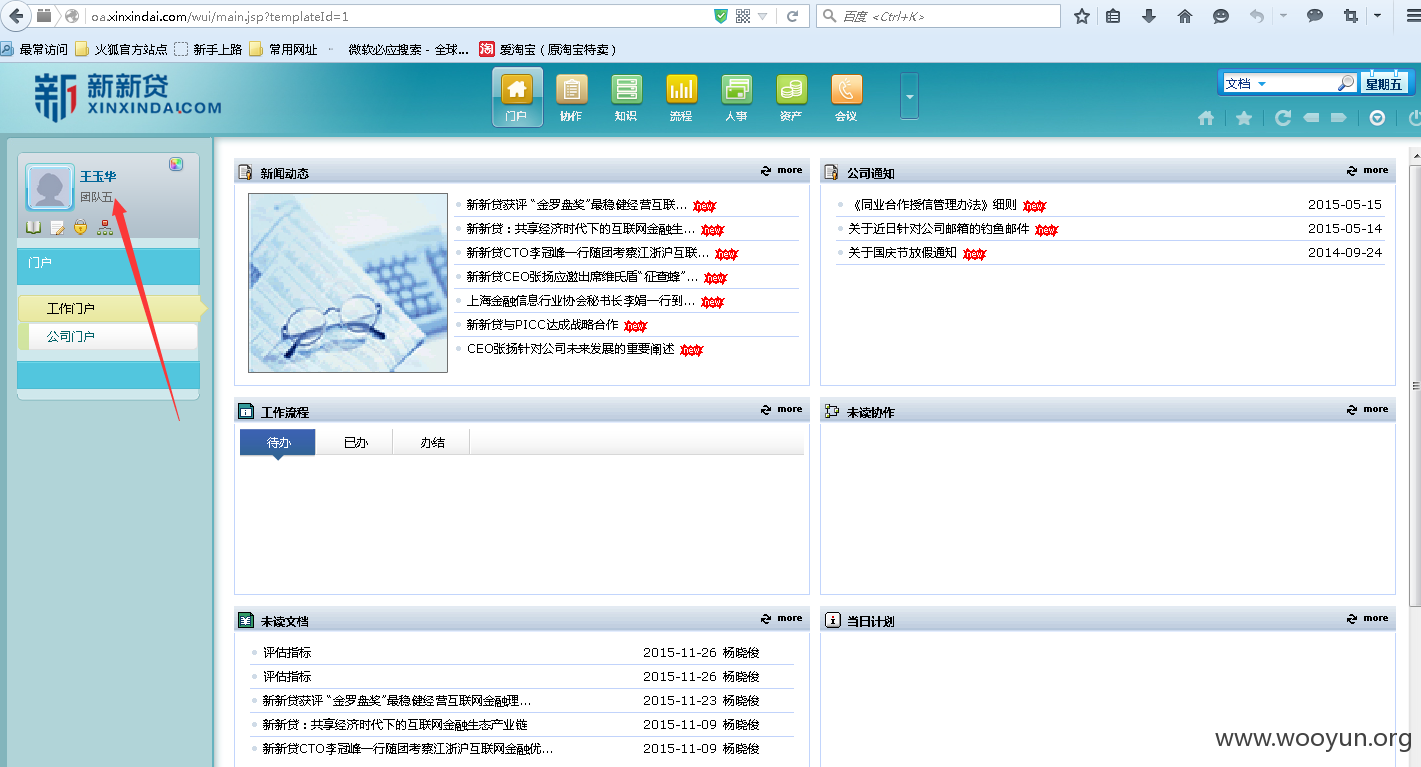 oa.xinxindai.com/wui/main.jsp?templateId=1
百度 <Ctrl+K>
最常访问 火狐官方站点 新手上路 常用网址 微软必应搜索 - 全球... 淘 爱淘宝（原淘宝特卖）
新新贷
XINXINDAI.COM
门户 协作 知识 流程 人事 资产 会议
文档 星期五
王玉华
团队五
门户
工作门户
公司门户
新闻动态 more
新新贷获评“金罗盘奖”最稳健经营互联... new
新新贷：共享经济时代下的互联网金融生... new
新新贷CTO李冠峰一行随团考察江浙沪互联... new
新新贷CEO张扬应邀出席维氏盾“征查蜂”... new
上海金融信息行业协会秘书长李娟一行到... new
新新贷与PICC达成战略合作 new
CEO张扬针对公司未来发展的重要阐述 new
公司通知 more
《同业合作授信管理办法》细则 new 2015-05-15
关于近日针对公司邮箱的钓鱼邮件 new 2015-05-14
关于国庆节放假通知 new 2014-09-24
工作流程 more
待办 已办 办结
未读协作 more
未读文档 more
评估指标 2015-11-26 杨晓俊
评估指标 2015-11-26 杨晓俊
新新贷获评“金罗盘奖”最稳健经营互联网金融理... 2015-11-23 杨晓俊
新新贷：共享经济时代下的互联网金融生态产业链 2015-11-09 杨晓俊
新新贷CTO李冠峰一行随团考察江浙沪互联网金融优... 2015-11-09 杨晓俊
当日计划 more
www.wooyun.org